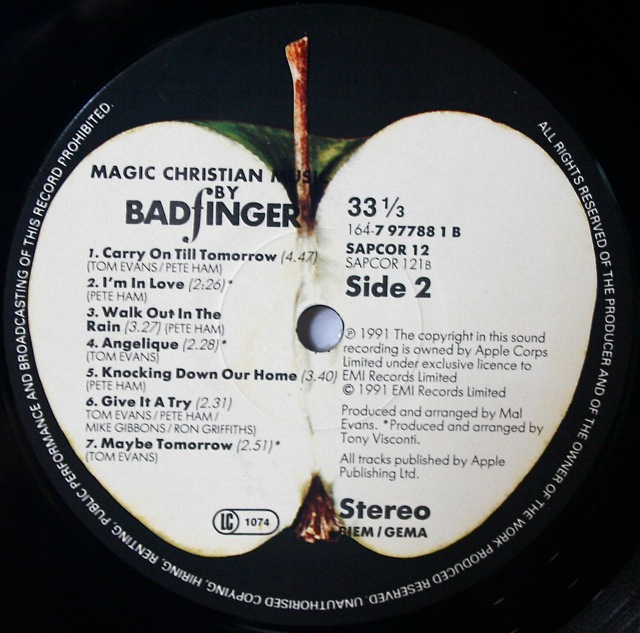 MAGIC CHRISTIAN MUSIC
BY
BADfINGER
1. Carry On Till Tomorrow (4.47)
(TOM EVANS/PETE HAM)
2. I'm In Love (2:26)*
(PETE HAM)
3. Walk Out In The
Rain (3.27) (PETE HAM)
4. Angelique (2.28)*
(TOM EVANS)
5. Knocking Down Our Home (3.40)
(PETE HAM)
6. Give It A Try (2.31)
TOM EVANS/PETE HAM/
MIKE GIBBONS/RON GRIFFITHS)
7. Maybe Tomorrow (2.51)*
(TOM EVANS)
LC 1074
33 1/3
164-7 97788 1 B
SAPCOR 12
SAPCOR 121B
Side 2
℗ 1991 The copyright in this sound
recording is owned by Apple Corps
Limited under exclusive licence to
EMI Records Limited
© 1991 EMI Records Limited
Produced and arranged by Mal
Evans. *Produced and arranged by
Tony Visconti.
All tracks published by Apple
Publishing Ltd.
Stereo
BIEM/GEMA
ALL RIGHTS RESERVED OF THE PRODUCER AND OF THE OWNER OF THE WORK PRODUCED RESERVED. UNAUTHORISED COPYING, HIRING, RENTING, PUBLIC PERFORMANCE AND BROADCASTING OF THIS RECORD PROHIBITED.